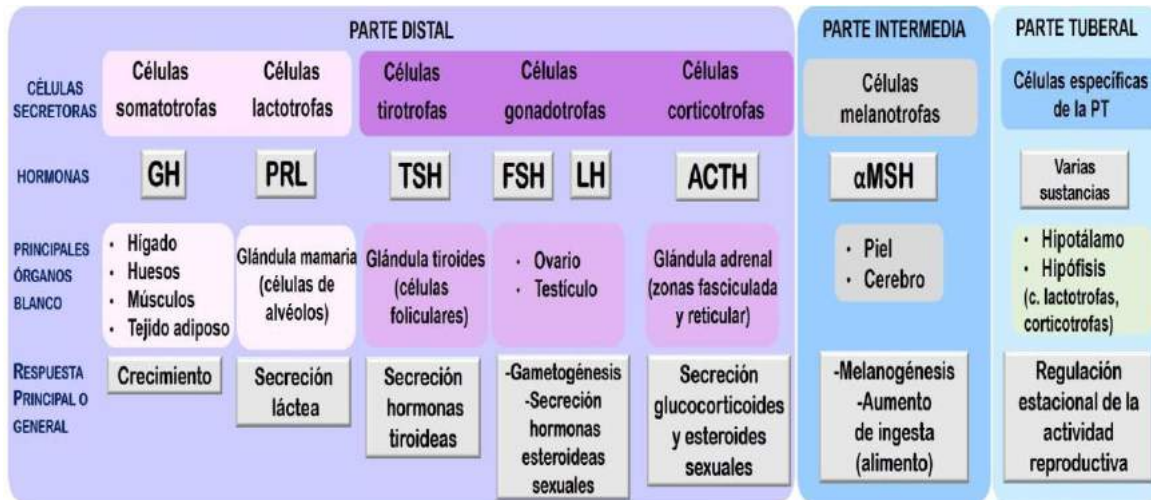 PARTE DISTAL
PARTE INTERMEDIA
PARTE TUBERAL
CÉLULAS
SECRETORAS
Células
somatotrofas
Células
lactotrofas
Células
tirotrofas
Células
gonadotrofas
Células
corticotrofas
Células
melanotrofas
Células específicas
de la PT
HORMONAS
GH
PRL
TSH
FSH
LH
ACTH
αMSH
Varias
sustancias
PRINCIPALES
ÓRGANOS
BLANCO
· Hígado
· Huesos
· Músculos
· Tejido adiposo
Glándula mamaria
(células de
alvéolos)
Glándula tiroides
(células
foliculares)
· Ovario
· Testículo
Glándula adrenal
(zonas fasciculada
y reticular)
· Piel
· Cerebro
· Hipotálamo
· Hipófisis
(c. lactotrofas,
corticotrofas)
RESPUESTA
PRINCIPAL O
GENERAL
Crecimiento
Secreción
láctea
Secreción
hormonas
tiroideas
-Gametogénesis
-Secreción
hormonas
esteroideas
sexuales
Secreción
glucocorticoides
y esteroides
sexuales
-Melanogénesis
-Aumento
de ingesta
(alimento)
Regulación
estacional de la
actividad
reproductiva